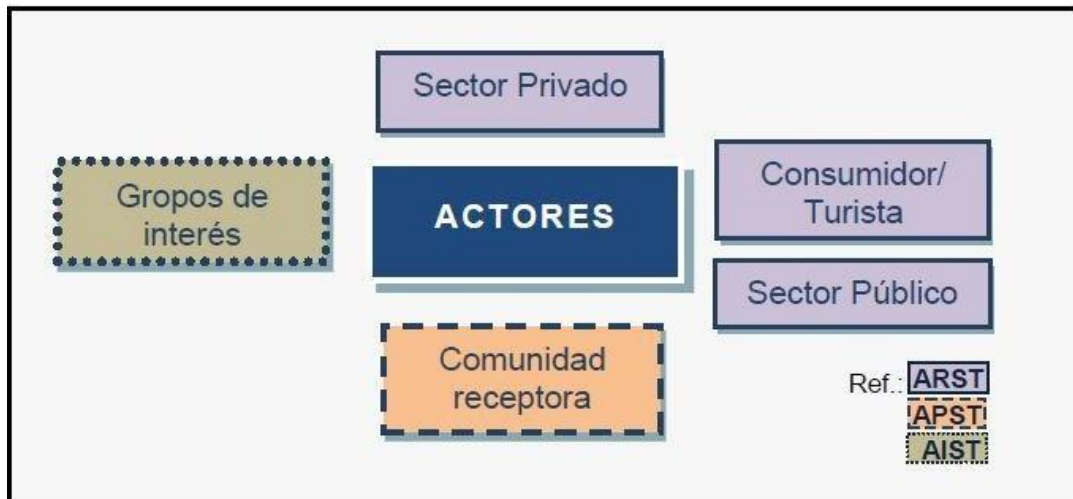 Sector Privado
Gropos de
interés
ACTORES
Consumidor/
Turista
Sector Público
Comunidad
receptora
Ref.: ARST
APST
AIST